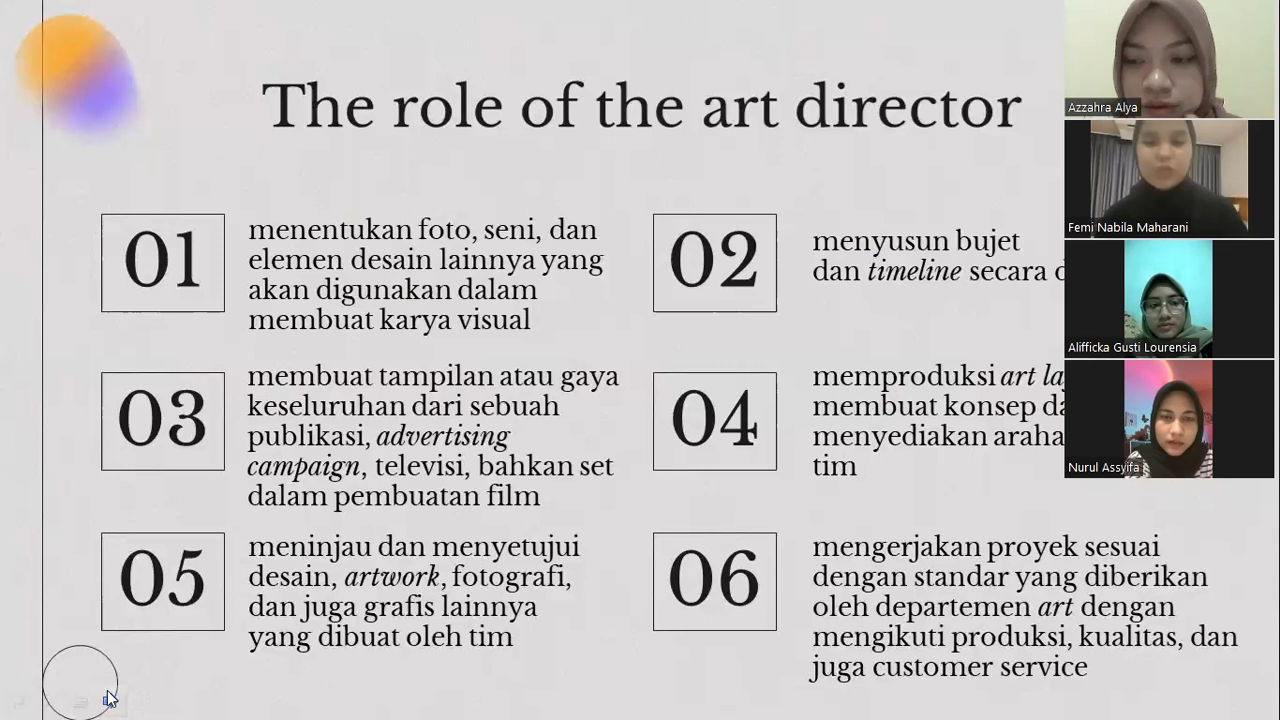 The role of the art director
01
menentukan foto, seni, dan
elemen desain lainnya yang
akan digunakan dalam
membuat karya visual
02
menyusun bujet
dan timeline secara
03
membuat tampilan atau gaya
keseluruhan dari sebuah
publikasi, advertising
campaign, televisi, bahkan set
dalam pembuatan film
04
memproduksi art
membuat konsep
menyediakan
tim
05
meninjau dan menyetujui
desain, artwork, fotografi,
dan juga grafis lainnya
yang dibuat oleh tim
06
mengerjakan proyek sesuai
dengan standar yang diberikan
oleh departemen art dengan
mengikuti produksi, kualitas, dan
juga customer service
Azzahra Alya
Femi Nabila Maharani
Alifficka Gusti Lourensia
Nurul Assyifa